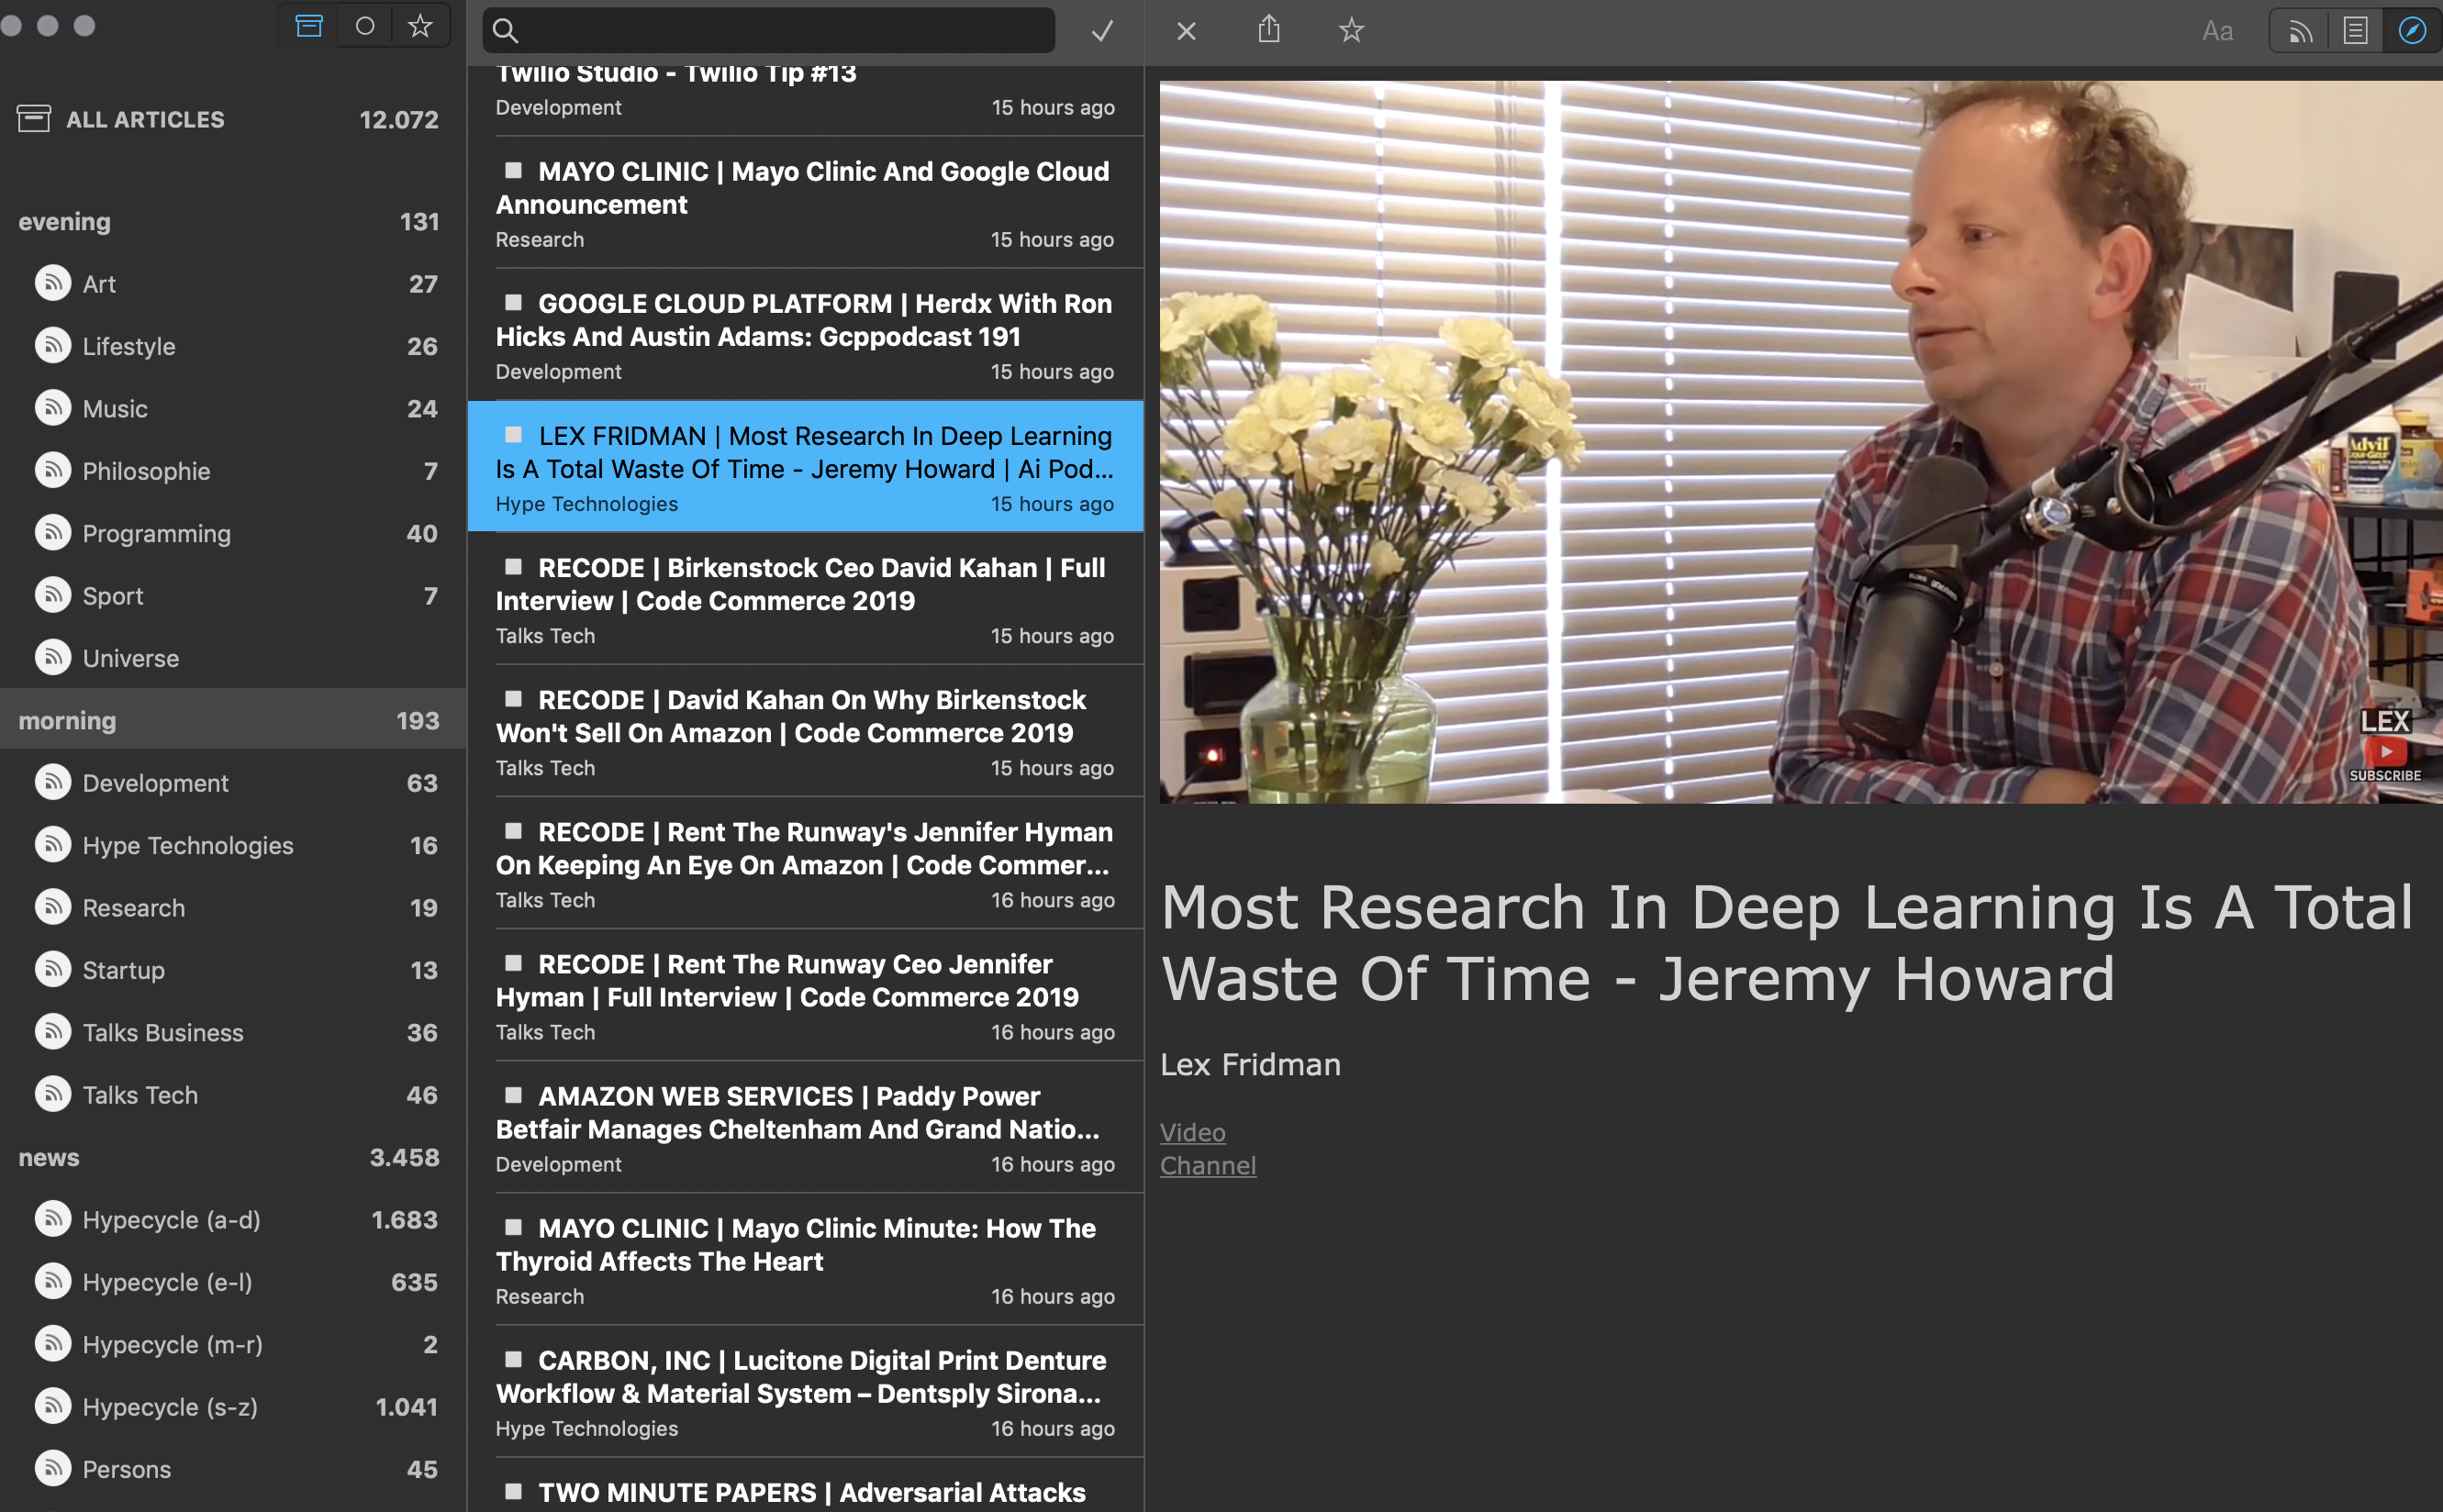 ALL ARTICLES 12.072
evening 131
Art 27
Lifestyle 26
Music 24
Philosophie 7
Programming 40
Sport 7
Universe
morning 193
Development 63
Hype Technologies 16
Research 19
Startup 13
Talks Business 36
Talks Tech 46
news 3.458
Hypecycle (a-d) 1.683
Hypecycle (e-l) 635
Hypecycle (m-r) 2
Hypecycle (s-z) 1.041
Persons 45
Twilio Studio - Twilio Tip #13
Development 15 hours ago
MAYO CLINIC | Mayo Clinic And Google Cloud
Announcement
Research 15 hours ago
GOOGLE CLOUD PLATFORM | Herdx With Ron
Hicks And Austin Adams: Gcppodcast 191
Development 15 hours ago
LEX FRIDMAN | Most Research In Deep Learning
Is A Total Waste Of Time - Jeremy Howard | Ai Pod...
Hype Technologies 15 hours ago
RECODE | Birkenstock Ceo David Kahan | Full
Interview | Code Commerce 2019
Talks Tech 15 hours ago
RECODE | David Kahan On Why Birkenstock
Won't Sell On Amazon | Code Commerce 2019
Talks Tech 15 hours ago
RECODE | Rent The Runway's Jennifer Hyman
On Keeping An Eye On Amazon | Code Commer...
Talks Tech 16 hours ago
RECODE | Rent The Runway Ceo Jennifer
Hyman | Full Interview | Code Commerce 2019
Talks Tech 16 hours ago
AMAZON WEB SERVICES | Paddy Power
Betfair Manages Cheltenham And Grand Natio...
Development 16 hours ago
MAYO CLINIC | Mayo Clinic Minute: How The
Thyroid Affects The Heart
Research 16 hours ago
CARBON, INC | Lucitone Digital Print Denture
Workflow & Material System – Dentsply Sirona...
Hype Technologies 16 hours ago
TWO MINUTE PAPERS | Adversarial Attacks
Aa
Advil
LEX
SUBSCRIBE
Most Research In Deep Learning Is A Total
Waste Of Time - Jeremy Howard
Lex Fridman
Video
Channel